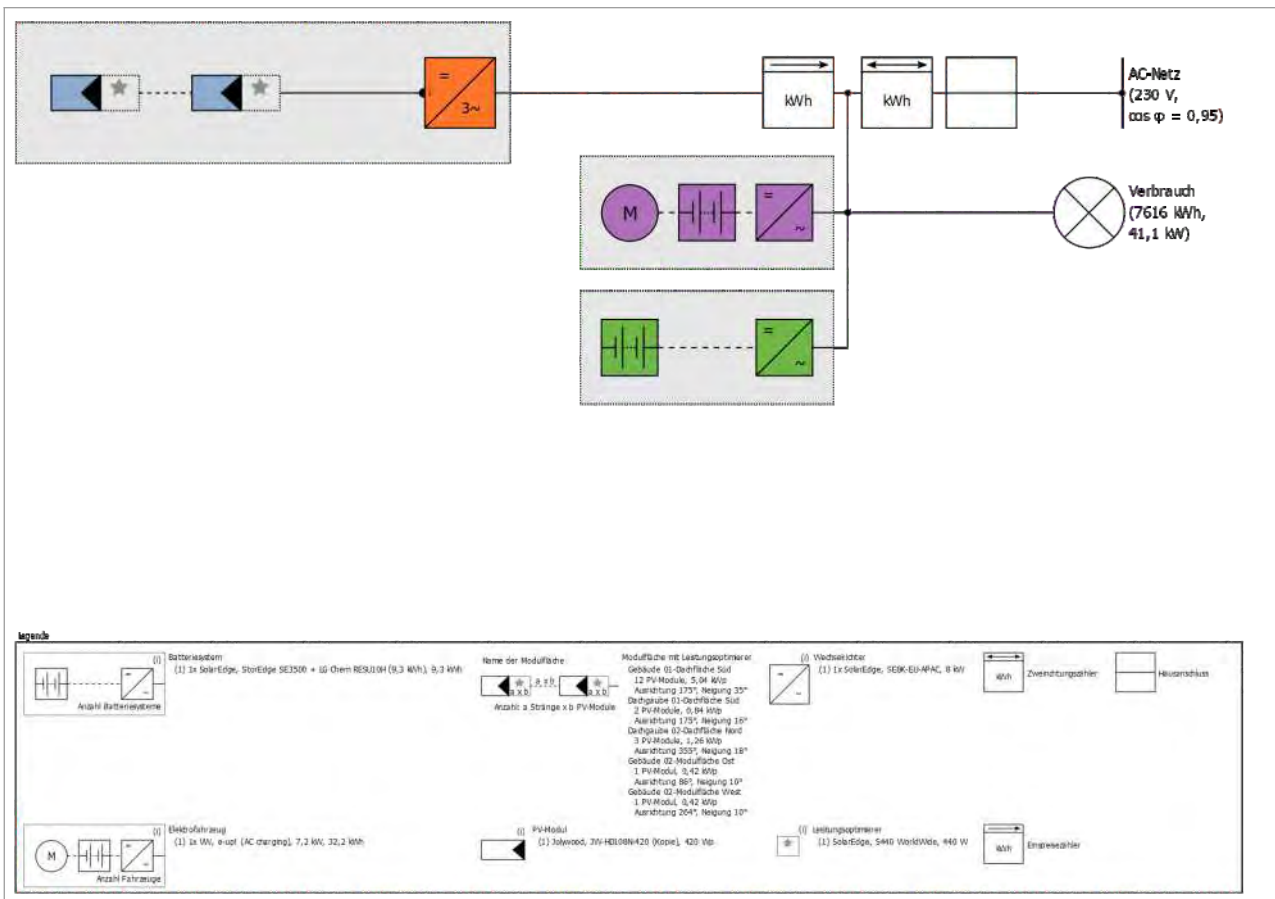 =
3~
kWh
kWh
AC-Netz
(230 V,
cos φ = 0,95)
M
=
~
Verbrauch
(7616 kWh,
41,1 kW)
=
~
Legende
(i) Batteriesystem
(1) 1x SolarEdge, StorEdge SE3500 + LG Chem RESU10H (9,3 kWh), 9,3 kWh
Anzahl Batteriesysteme
Name der Modulfläche
a x b
a x b
a x b
Anzahl: a Stränge x b PV-Module
Modulfläche mit Leistungsoptimierer
Gebäude 01-Dachfläche Süd
12 PV-Module, 5,04 kWp
Ausrichtung 175°, Neigung 35°
Dachgaube 01-Dachfläche Süd
2 PV-Module, 0,84 kWp
Ausrichtung 175°, Neigung 16°
Dachgaube 02-Dachfläche Nord
3 PV-Module, 1,26 kWp
Ausrichtung 355°, Neigung 18°
Gebäude 02-Modulfläche Ost
1 PV-Modul, 0,42 kWp
Ausrichtung 86°, Neigung 10°
Gebäude 02-Modulfläche West
1 PV-Modul, 0,42 kWp
Ausrichtung 264°, Neigung 10°
(i) Wechselrichter
(1) 1x SolarEdge, SE8K-EU-APAC, 8 kW
kWh
Zweirichtungszähler
Hausanschluss
(i) Elektrofahrzeug
(1) 1x VW, e-up! (AC charging), 7,2 kW, 32,2 kWh
M
Anzahl Fahrzeuge
(i) PV-Modul
(1) Jolywood, JW-HD108N-420 (Kopie), 420 Wp
(i) Leistungsoptimierer
(1) SolarEdge, S440 WorldWide, 440 W
kWh
Einspeisezähler